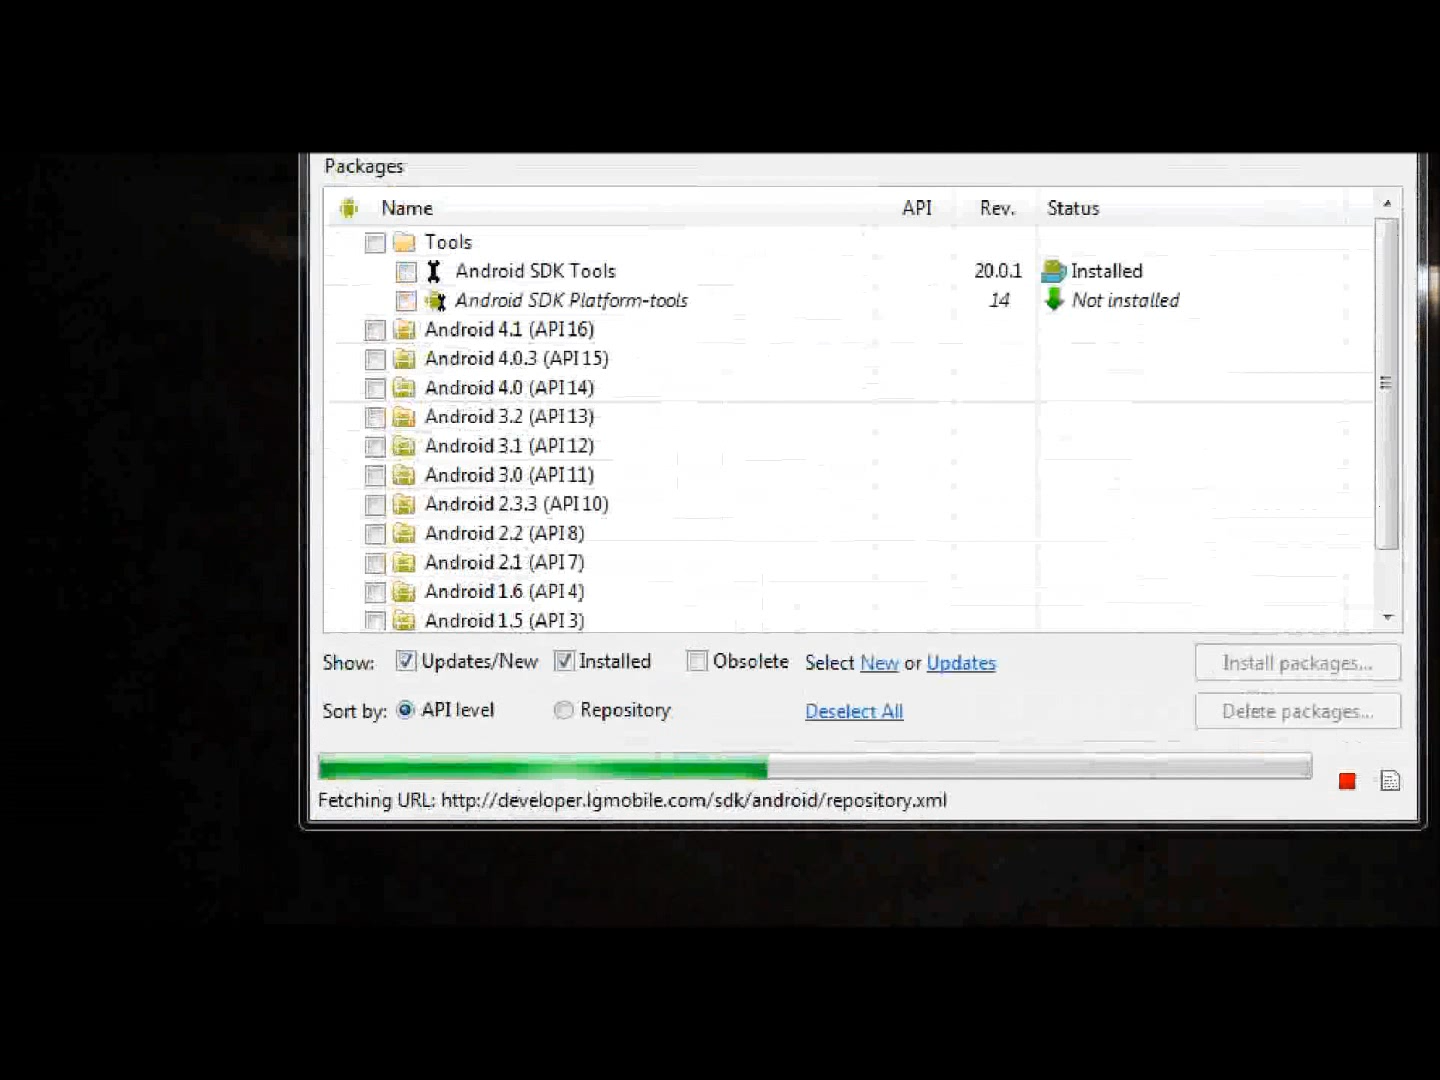 Packages
Name API Rev. Status
Tools
Android SDK Tools 20.0.1 Installed
Android SDK Platform-tools 14 Not installed
Android 4.1 (API 16)
Android 4.0.3 (API 15)
Android 4.0 (API 14)
Android 3.2 (API 13)
Android 3.1 (API 12)
Android 3.0 (API 11)
Android 2.3.3 (API 10)
Android 2.2 (API 8)
Android 2.1 (API 7)
Android 1.6 (API 4)
Android 1.5 (API 3)
Show: Updates/New Installed Obsolete Select New or Updates Install packages...
Sort by: API level Repository Deselect All Delete packages...
Fetching URL: http://developer.lgmobile.com/sdk/android/repository.xml